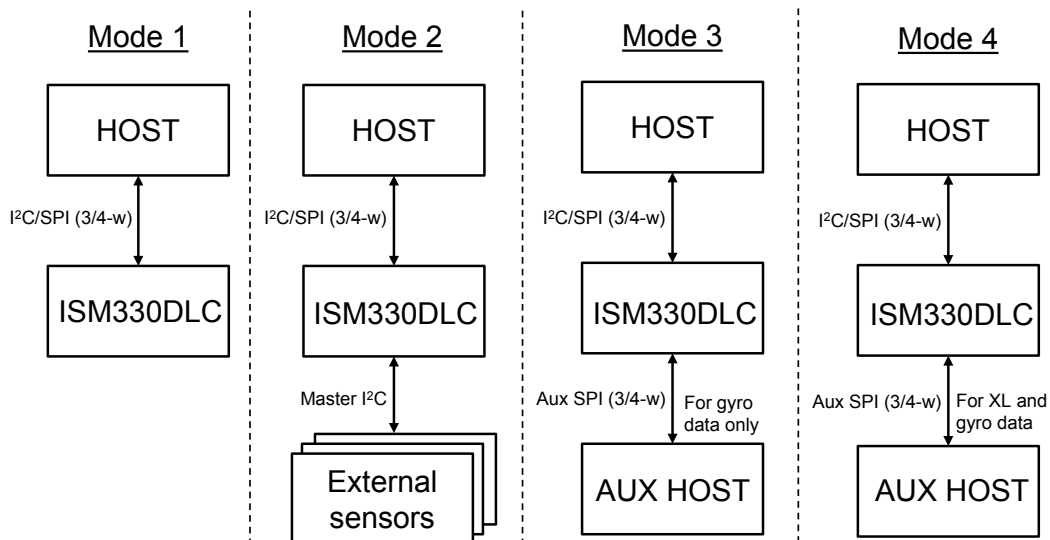 Mode 1
HOST
I²C/SPI (3/4-w)
ISM330DLC
Mode 2
HOST
I²C/SPI (3/4-w)
ISM330DLC
Master I²C
External
sensors
Mode 3
HOST
I²C/SPI (3/4-w)
ISM330DLC
Aux SPI (3/4-w)
For gyro
data only
AUX HOST
Mode 4
HOST
I²C/SPI (3/4-w)
ISM330DLC
Aux SPI (3/4-w)
For XL and
gyro data
AUX HOST